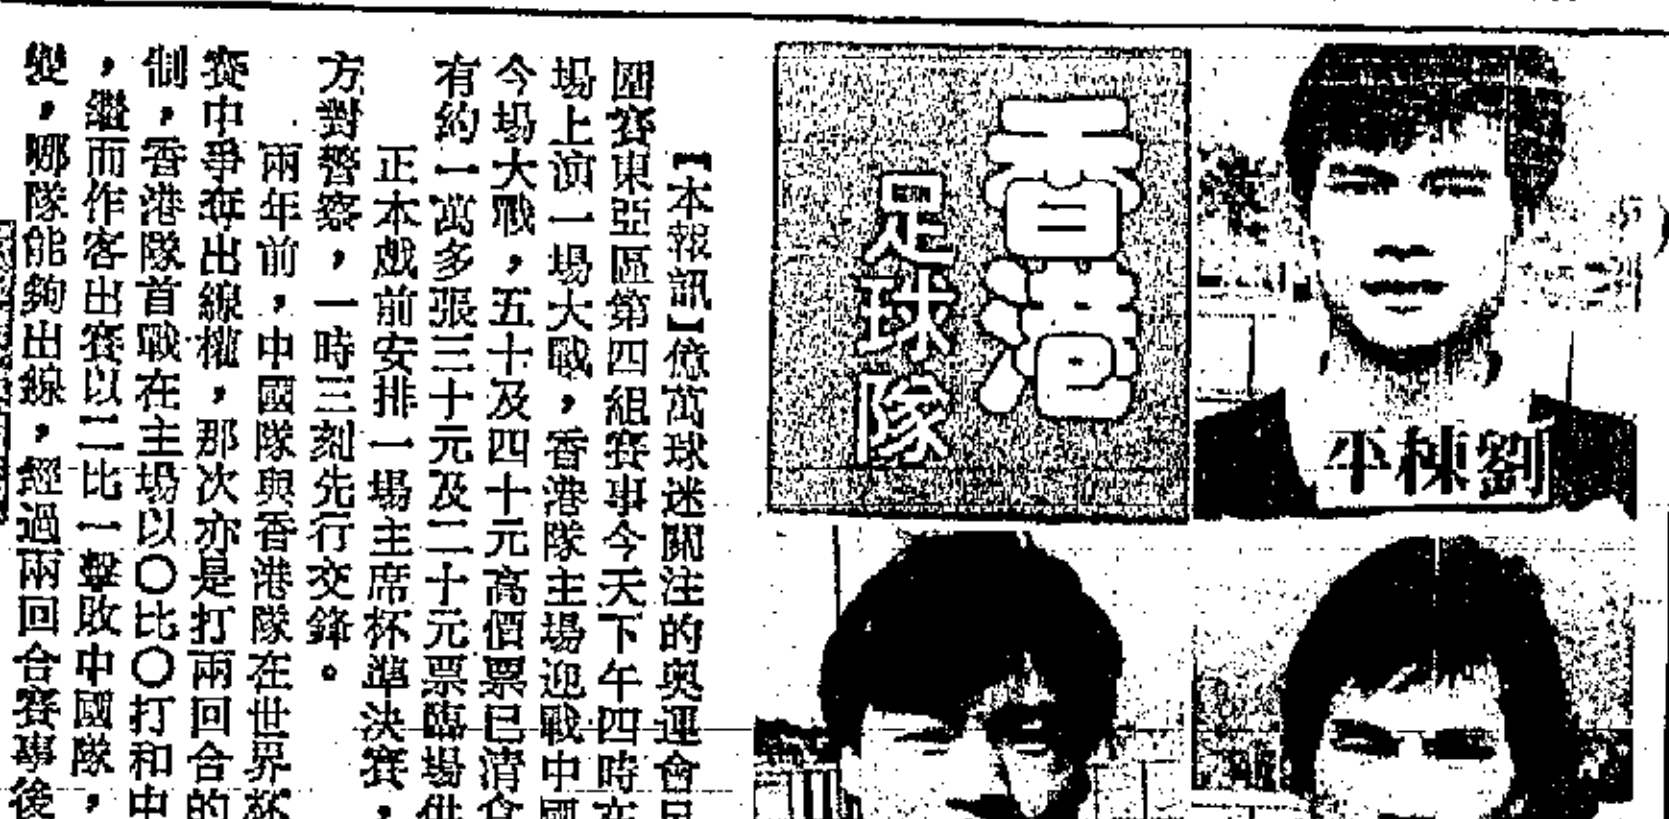 香港
足球隊
劉棟平
【本報訊】億萬球迷關注的奧運會足
圈賽東亞區第四組賽事今天下午四時在
場上演一場大戰，香港隊主場迎戰中國
今場大戰，五十及四十元高價票已清倉
有約一萬多張三十元及二十元票臨場供
正本戲前安排一場主席杯準決賽，
方對警察，一時三刻先行交鋒。
兩年前，中國隊與香港隊在世界杯
賽中爭奪出線權，那次亦是打兩回合的
制，香港隊首戰在主場以〇比〇打和中
，繼而作客出賽以二比一擊敗中國隊，
變，哪隊能夠出線，經過兩回合賽事後